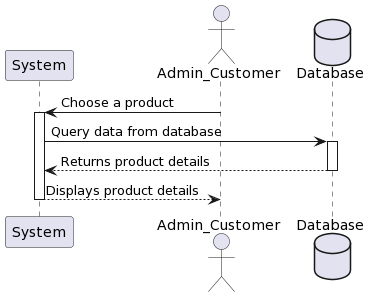 System
Admin_Customer
Database
Choose a product
Query data from database
Returns product details
Displays product details
System
Admin_Customer
Database